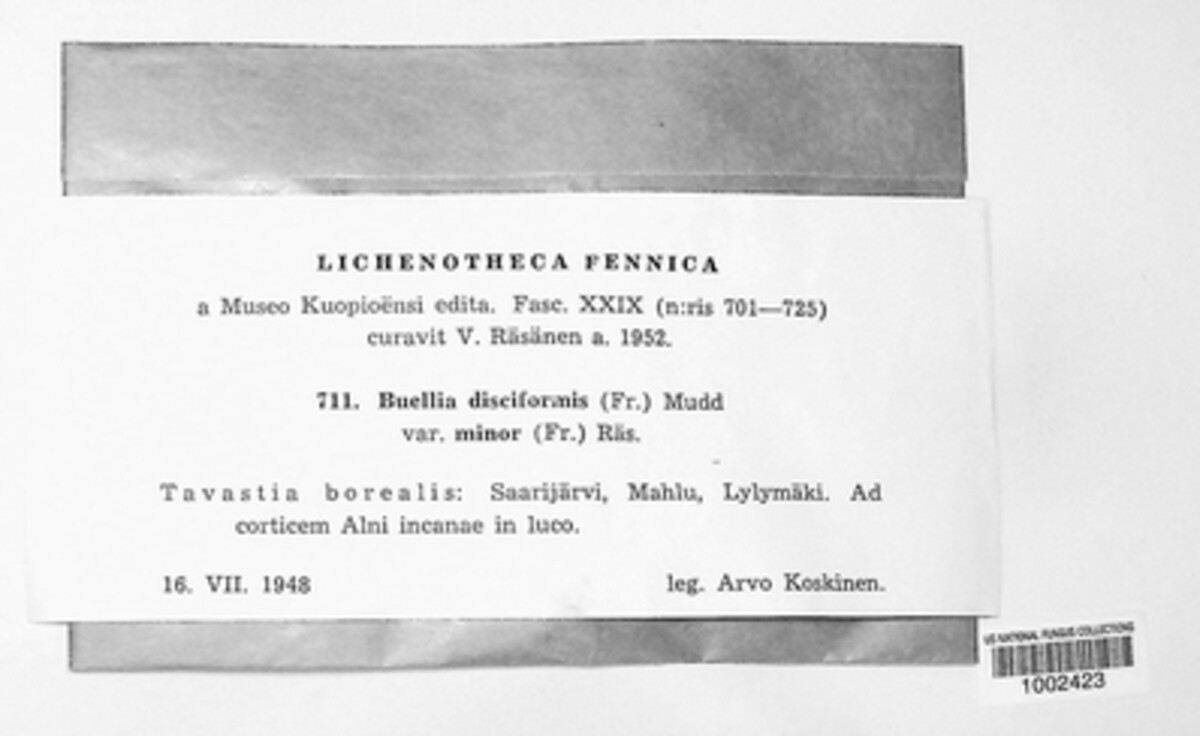 LICHENOTHECA FENNICA
a Museo Kuopioënsi edita. Fasc. XXIX (n:ris 701—725)
curavit V. Räsänen a. 1952.
711. Buellia disciformis (Fr.) Mudd
var. minor (Fr.) Räs.
Tavastia borealis: Saarijärvi, Mahlu, Lylymäki. Ad
corticem Alni incanae in luco.
16. VII. 1948
leg. Arvo Koskinen.
US NATIONAL FUNGUS COLLECTIONS
1002423